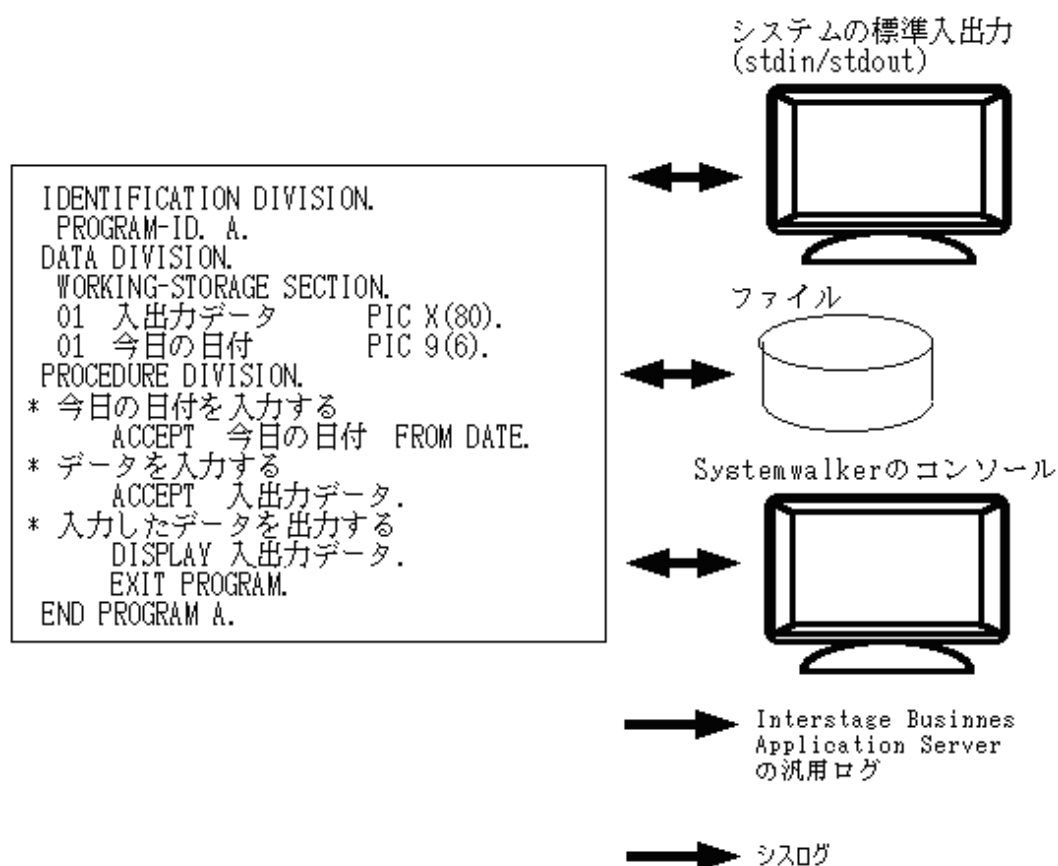 システムの標準入出力
(stdin/stdout)
IDENTIFICATION DIVISION.
PROGRAM-ID. A.
DATA DIVISION.
WORKING-STORAGE SECTION.
01 入出力データ PIC X(80).
01 今日の日付 PIC 9(6).
PROCEDURE DIVISION.
* 今日の日付を入力する
ACCEPT 今日の日付 FROM DATE.
* データを入力する
ACCEPT 入出力データ.
* 入力したデータを出力する
DISPLAY 入出力データ.
EXIT PROGRAM.
END PROGRAM A.
ファイル
Systemwalkerのコンソール
Interstage Businnes
Application Server
の汎用ログ
シスログ